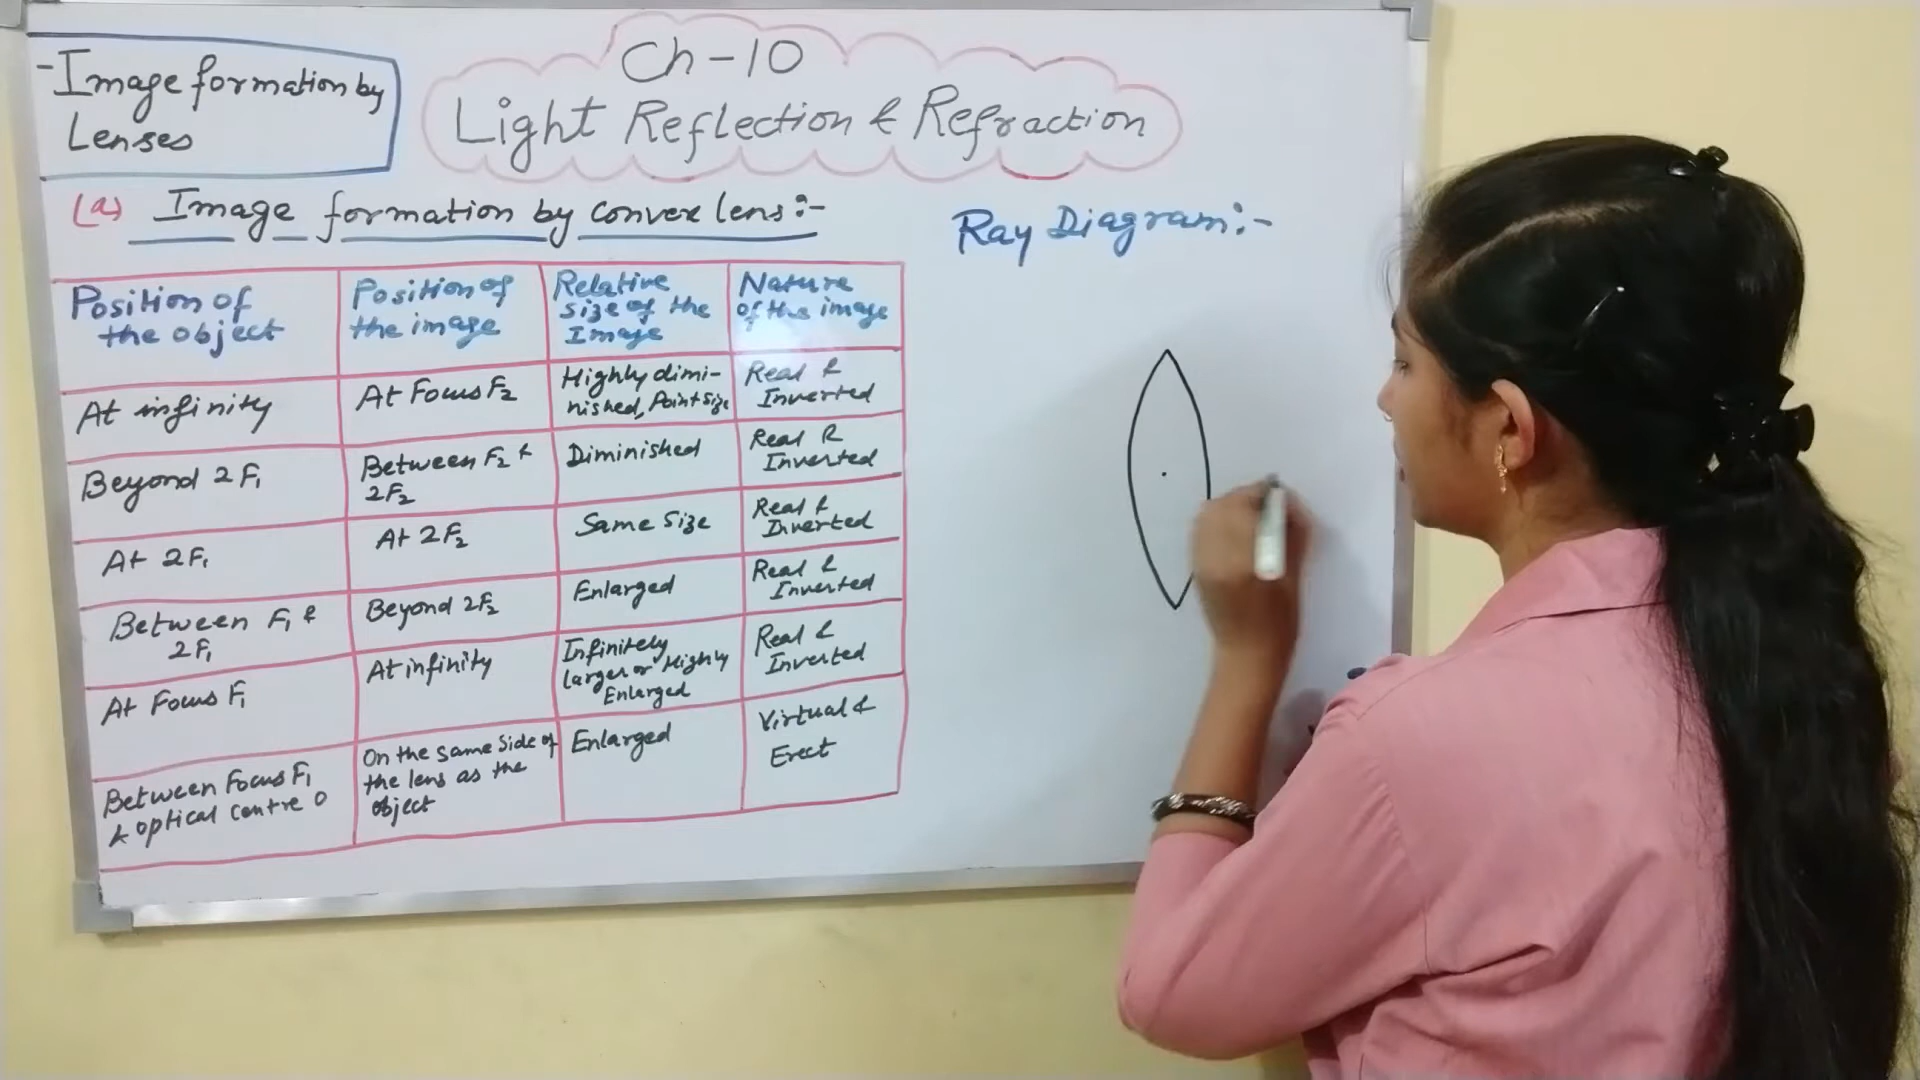 -Image formation by
Lenses
Ch-10
Light Reflection & Refraction
(a) Image formation by convex lens:-
Ray Diagram:-
Position of
the object
Position of
the image
Relative
size of the
Image
Nature
of the image
At infinity
At Focus F2
Highly dimi-
nished, Point size
Real &
Inverted
Beyond 2F1
Between F2 &
2F2
Diminished
Real &
Inverted
At 2F1
At 2F2
Same Size
Real &
Inverted
Between F1 &
2F1
Beyond 2F2
Enlarged
Real &
Inverted
At Focus F1
At infinity
Infinitely
larger or Highly
Enlarged
Real &
Inverted
Between Focus F1
& optical centre O
On the same side of
the lens as the
object
Enlarged
Virtual &
Erect